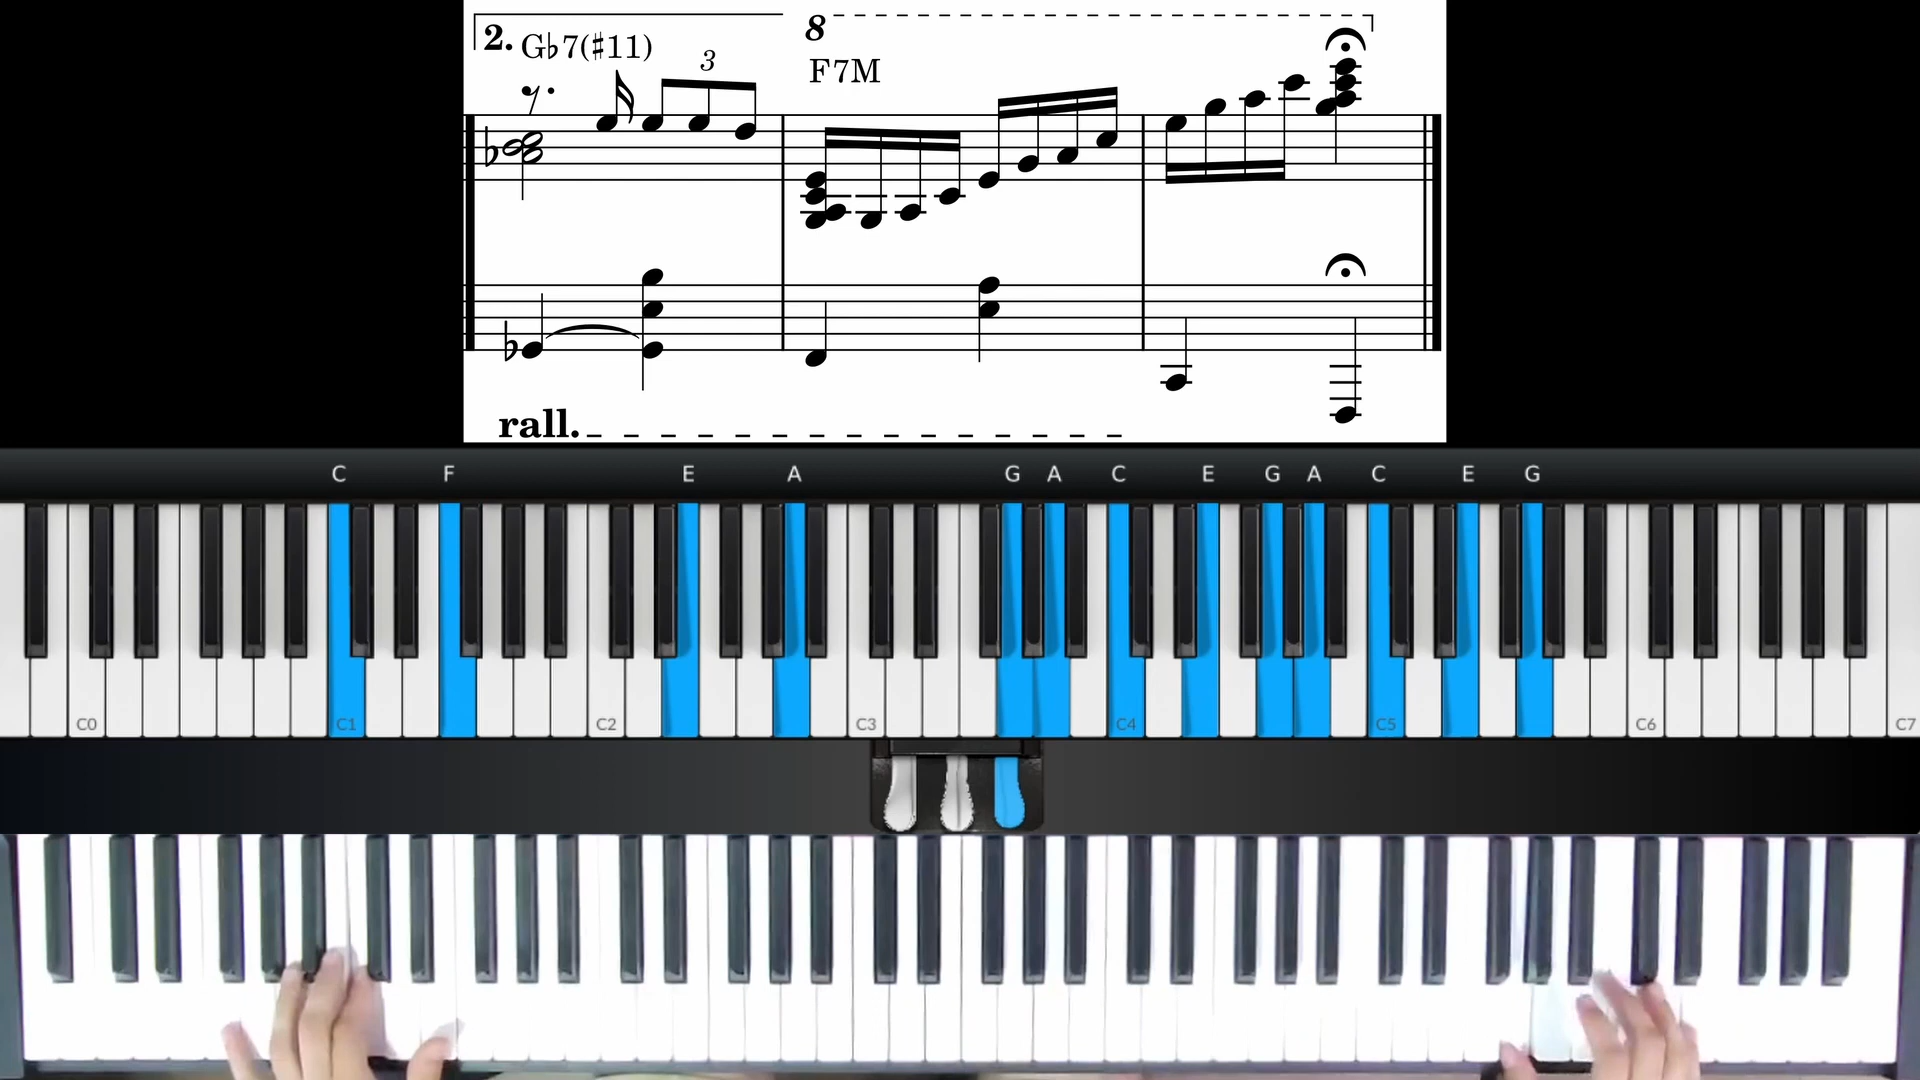 2. G♭7(♯11) 3 8
F7M
rall.
C F E A G A C E G A C E G
C0 C1 C2 C3 C4 C5 C6 C7